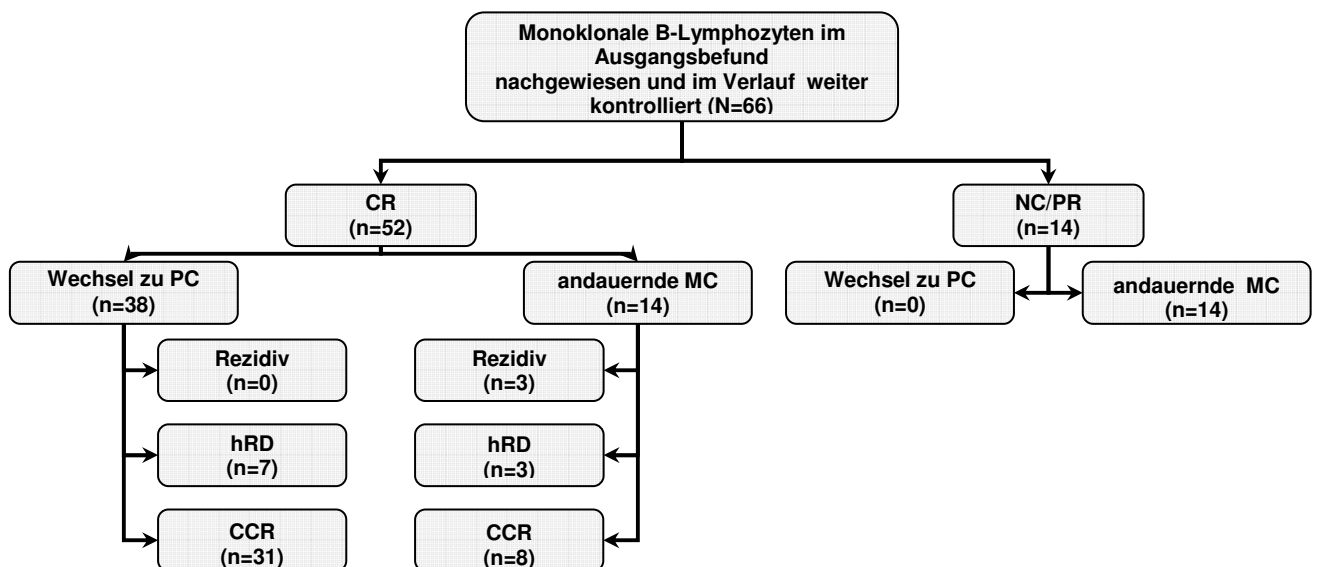 Monoklonale B-Lymphozyten im
Ausgangsbefund
nachgewiesen und im Verlauf weiter
kontrolliert (N=66)
CR
(n=52)
NC/PR
(n=14)
Wechsel zu PC
(n=38)
andauernde MC
(n=14)
Wechsel zu PC
(n=0)
andauernde MC
(n=14)
Rezidiv
(n=0)
Rezidiv
(n=3)
hRD
(n=7)
hRD
(n=3)
CCR
(n=31)
CCR
(n=8)